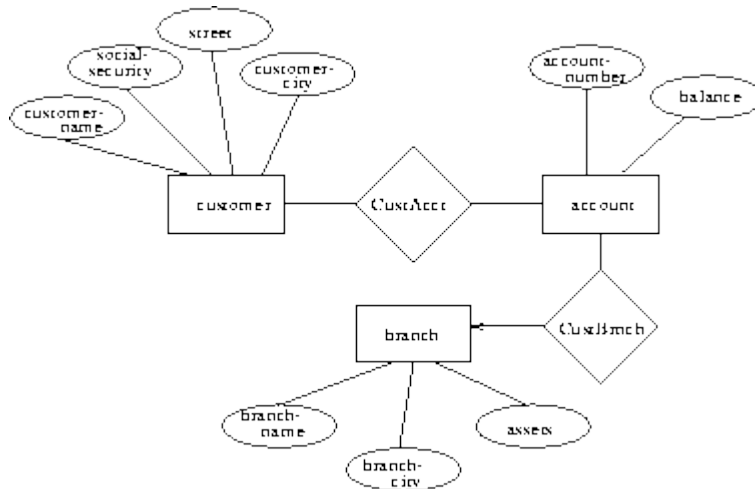 street
social-
security
customer-
city
customer-
name
account-
number
balance
customer
CustAcct
account
branch
CustBrnch
branch-
name
assets
branch-
city